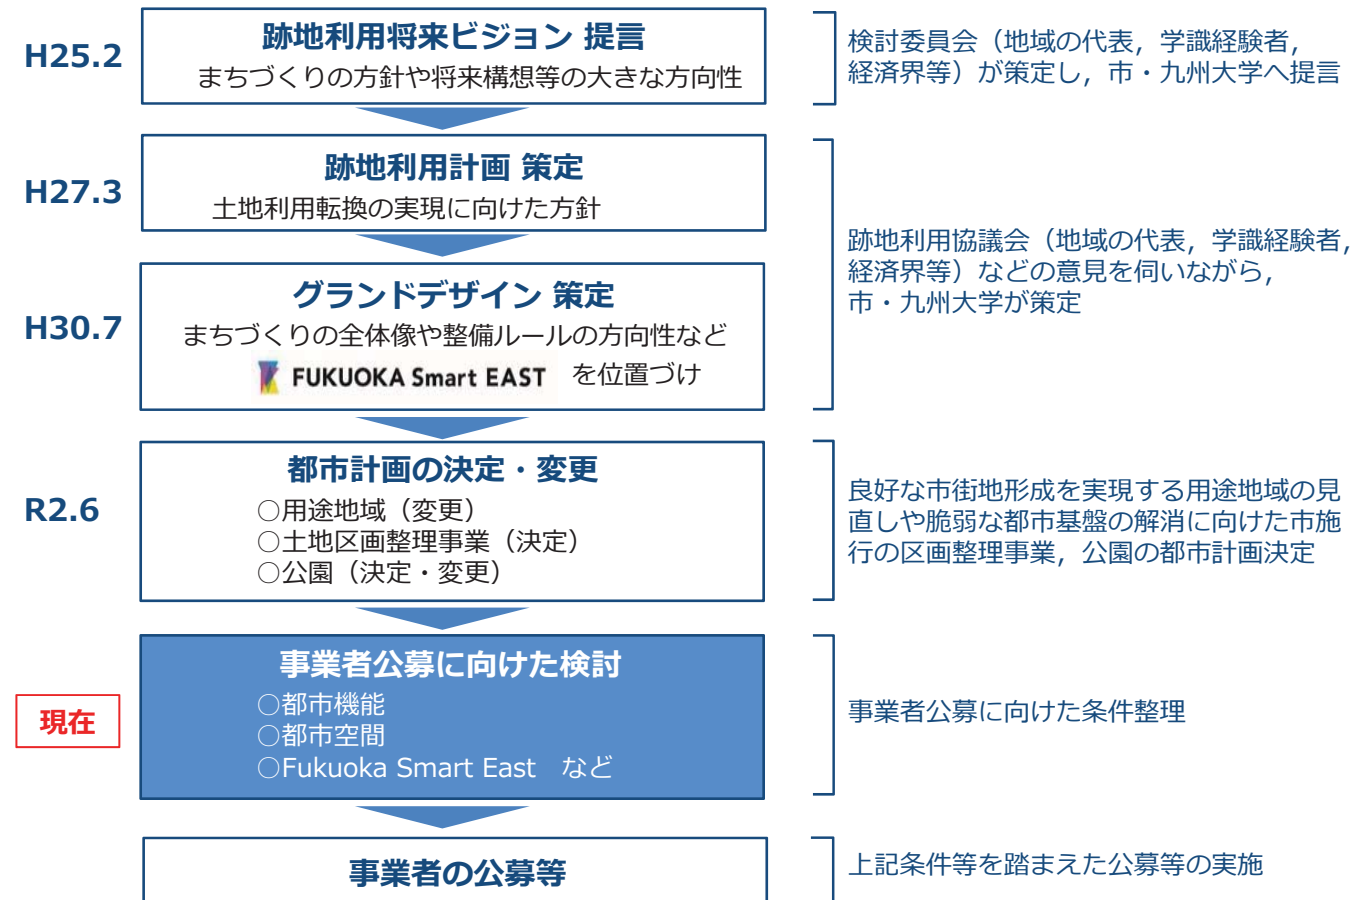 H25.2
跡地利用将来ビジョン 提言
まちづくりの方針や将来構想等の大きな方向性
検討委員会（地域の代表，学識経験者，
経済界等）が策定し，市・九州大学へ提言
H27.3
跡地利用計画 策定
土地利用転換の実現に向けた方針
H30.7
グランドデザイン 策定
まちづくりの全体像や整備ルールの方向性など
FUKUOKA Smart EAST を位置づけ
跡地利用協議会（地域の代表，学識経験者，
経済界等）などの意見を伺いながら，
市・九州大学が策定
R2.6
都市計画の決定・変更
○用途地域（変更）
○土地区画整理事業（決定）
○公園（決定・変更）
良好な市街地形成を実現する用途地域の見
直しや脆弱な都市基盤の解消に向けた市施
行の区画整理事業，公園の都市計画決定
現在
事業者公募に向けた検討
○都市機能
○都市空間
○Fukuoka Smart East　など
事業者公募に向けた条件整理
事業者の公募等
上記条件等を踏まえた公募等の実施